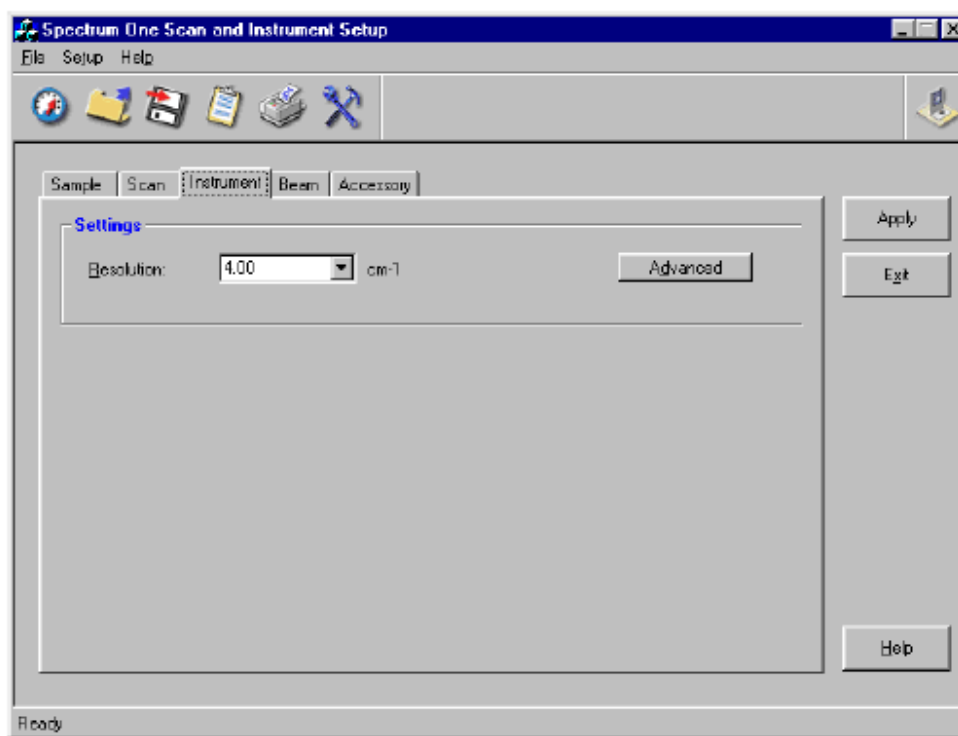 Spectrum One Scan and Instrument Setup
File Setup Help
Sample Scan Instrument Beam Accessory
Settings
Resolution: 4.00 cm-1 Advanced
Apply
Exit
Help
Ready